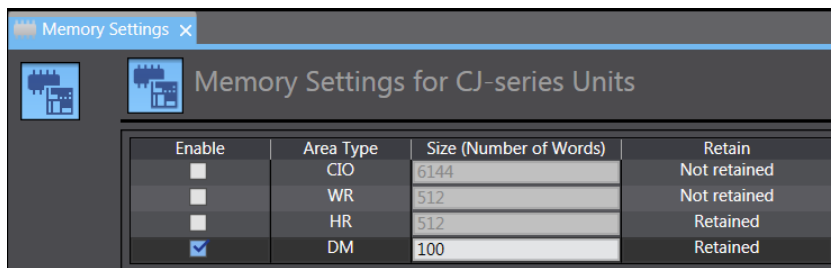 Memory Settings
Memory Settings for CJ-series Units
Enable Area Type Size (Number of Words) Retain
CIO 6144 Not retained
WR 512 Not retained
HR 512 Retained
DM 100 Retained